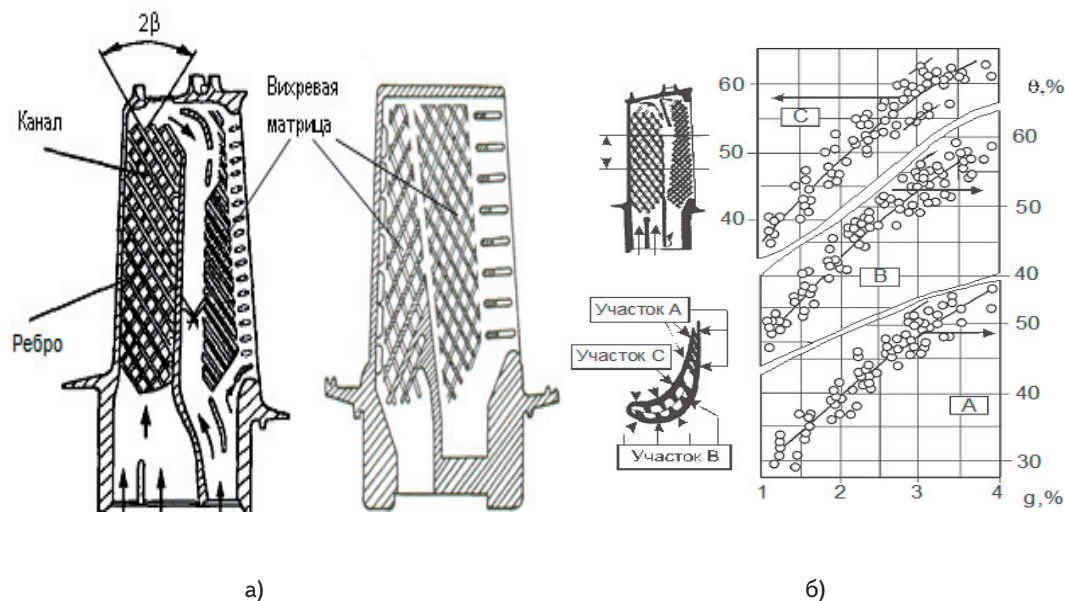 2β
Канал
Вихревая
матрица
Ребро
а)
Участок А
Участок С
Участок В
60
50
40
C
B
A
θ,%
60
50
40
50
40
30
1
2
3
4
g,%
б)